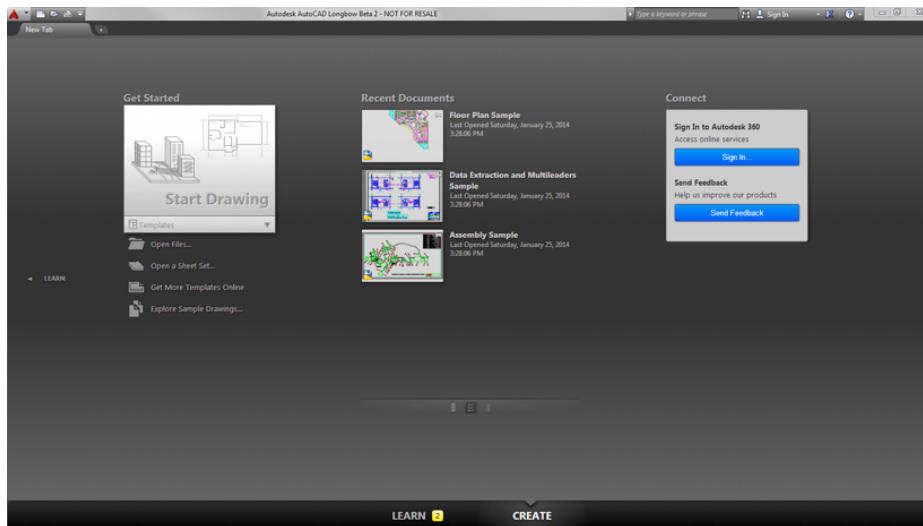 Autodesk AutoCAD Longbow Beta 2 - NOT FOR RESALE
Type a keyword or phrase
Sign In
New Tab
Get Started
Start Drawing
Templates
Open Files...
Open a Sheet Set...
Get More Templates Online
Explore Sample Drawings...
LEARN
Recent Documents
Floor Plan Sample
Last Opened Saturday, January 25, 2014
3:28:06 PM
Data Extraction and Multileaders
Sample
Last Opened Saturday, January 25, 2014
3:28:06 PM
Assembly Sample
Last Opened Saturday, January 25, 2014
3:28:06 PM
Connect
Sign In to Autodesk 360
Access online services
Sign In...
Send Feedback
Help us improve our products
Send Feedback
LEARN 2
CREATE